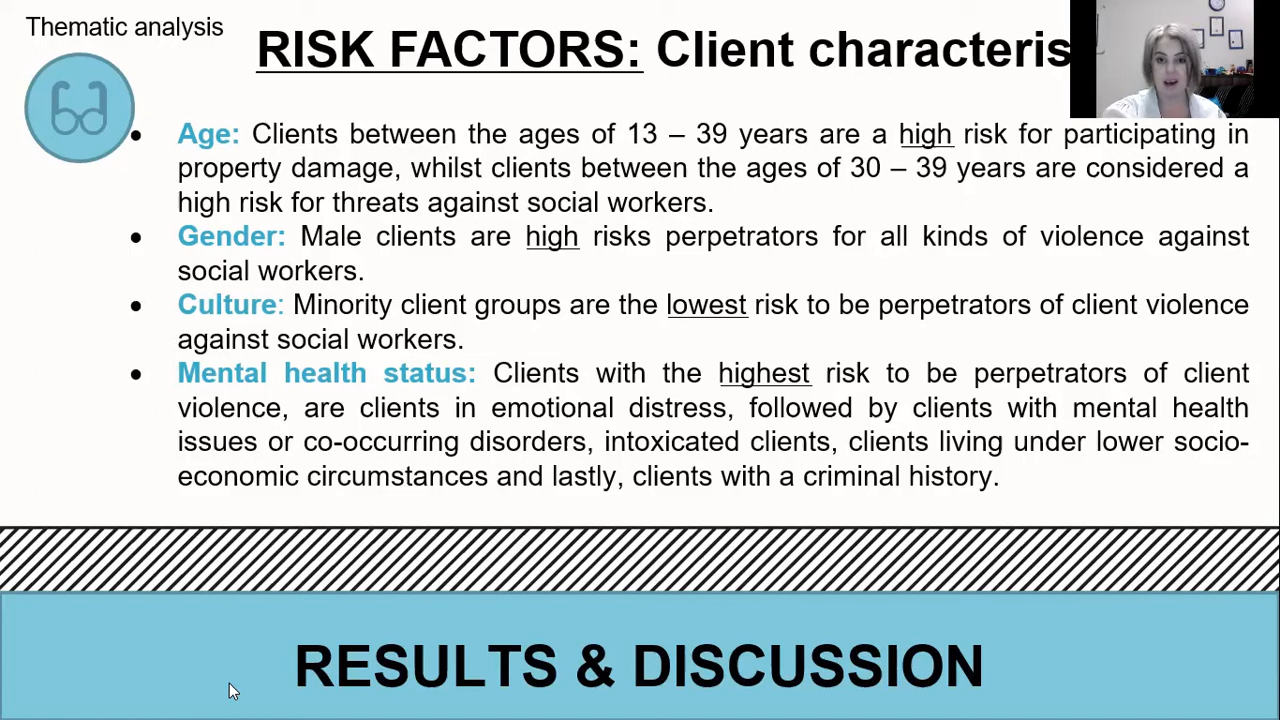 Thematic analysis
RISK FACTORS: Client characteris
• Age: Clients between the ages of 13 – 39 years are a high risk for participating in
property damage, whilst clients between the ages of 30 – 39 years are considered a
high risk for threats against social workers.
• Gender: Male clients are high risks perpetrators for all kinds of violence against
social workers.
• Culture: Minority client groups are the lowest risk to be perpetrators of client violence
against social workers.
• Mental health status: Clients with the highest risk to be perpetrators of client
violence, are clients in emotional distress, followed by clients with mental health
issues or co-occurring disorders, intoxicated clients, clients living under lower socio-
economic circumstances and lastly, clients with a criminal history.
RESULTS & DISCUSSION